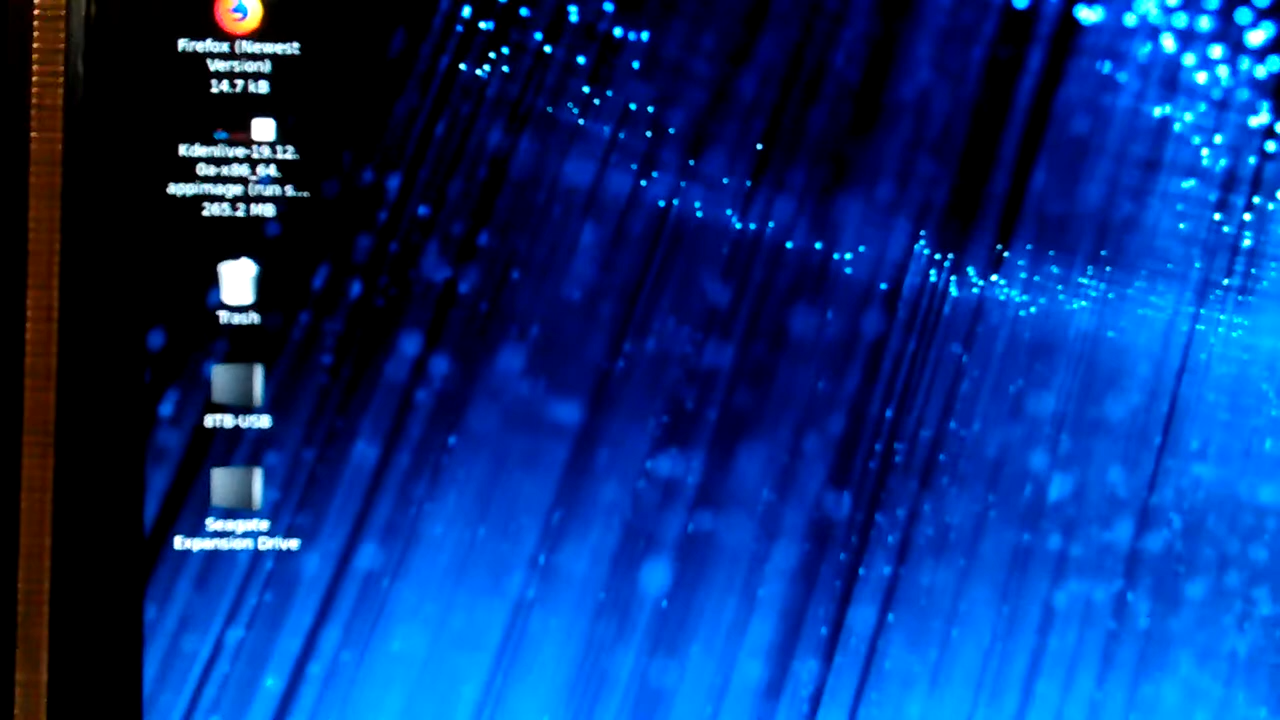 Firefox (Newest
Version)
14.7 kB
Kdenlive-19.12.
0a-x86_64.
appimage (run s...
265.2 MB
Trash
8TB-USB
Seagate
Expansion Drive